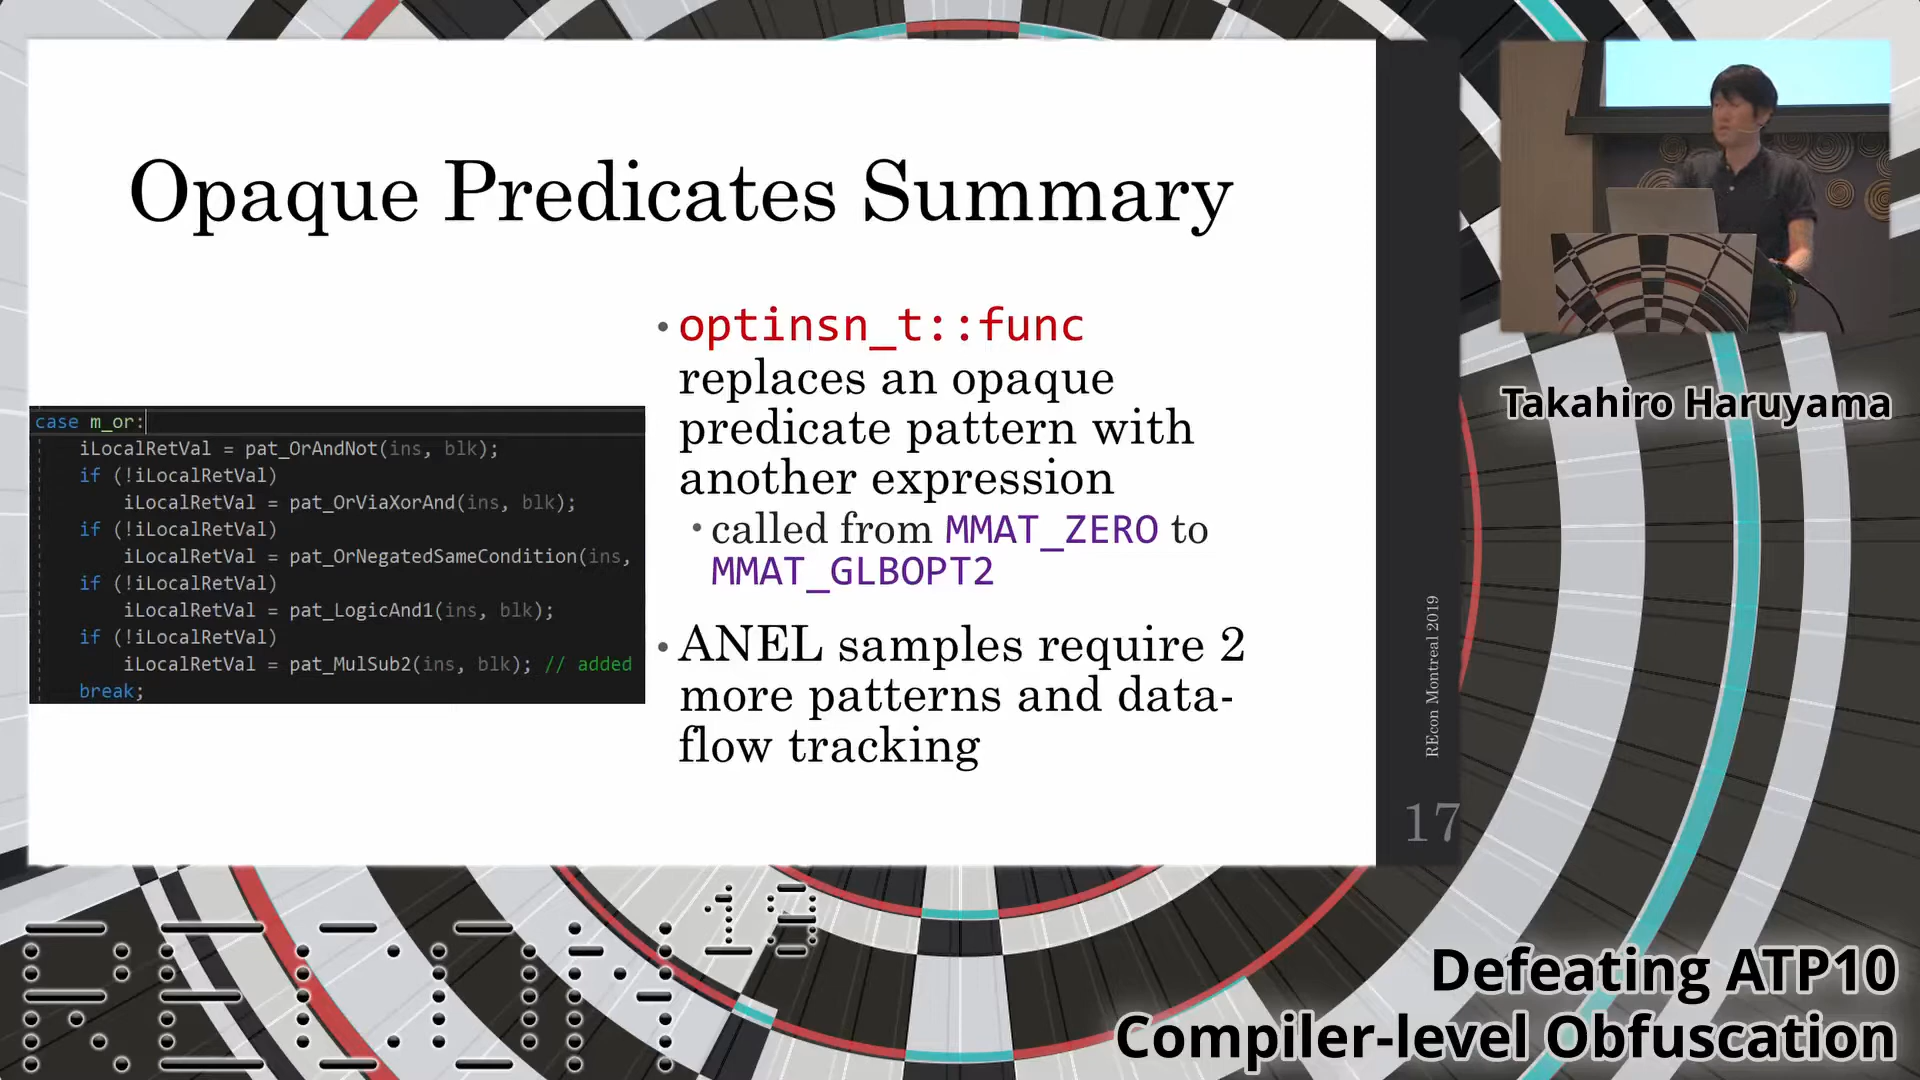 Opaque Predicates Summary
case m_or:
iLocalRetVal = pat_OrAndNot(ins, blk);
if (!iLocalRetVal)
iLocalRetVal = pat_OrViaXorAnd(ins, blk);
if (!iLocalRetVal)
iLocalRetVal = pat_OrNegatedSameCondition(ins,
if (!iLocalRetVal)
iLocalRetVal = pat_LogicAnd1(ins, blk);
if (!iLocalRetVal)
iLocalRetVal = pat_MulSub2(ins, blk); // added
break;
• optinsn_t::func
replaces an opaque
predicate pattern with
another expression
• called from MMAT_ZERO to
MMAT_GLBOPT2
• ANEL samples require 2
more patterns and data-
flow tracking
REcon Montreal 2019
17
Takahiro Haruyama
RECON 19
Defeating ATP10
Compiler-level Obfuscation